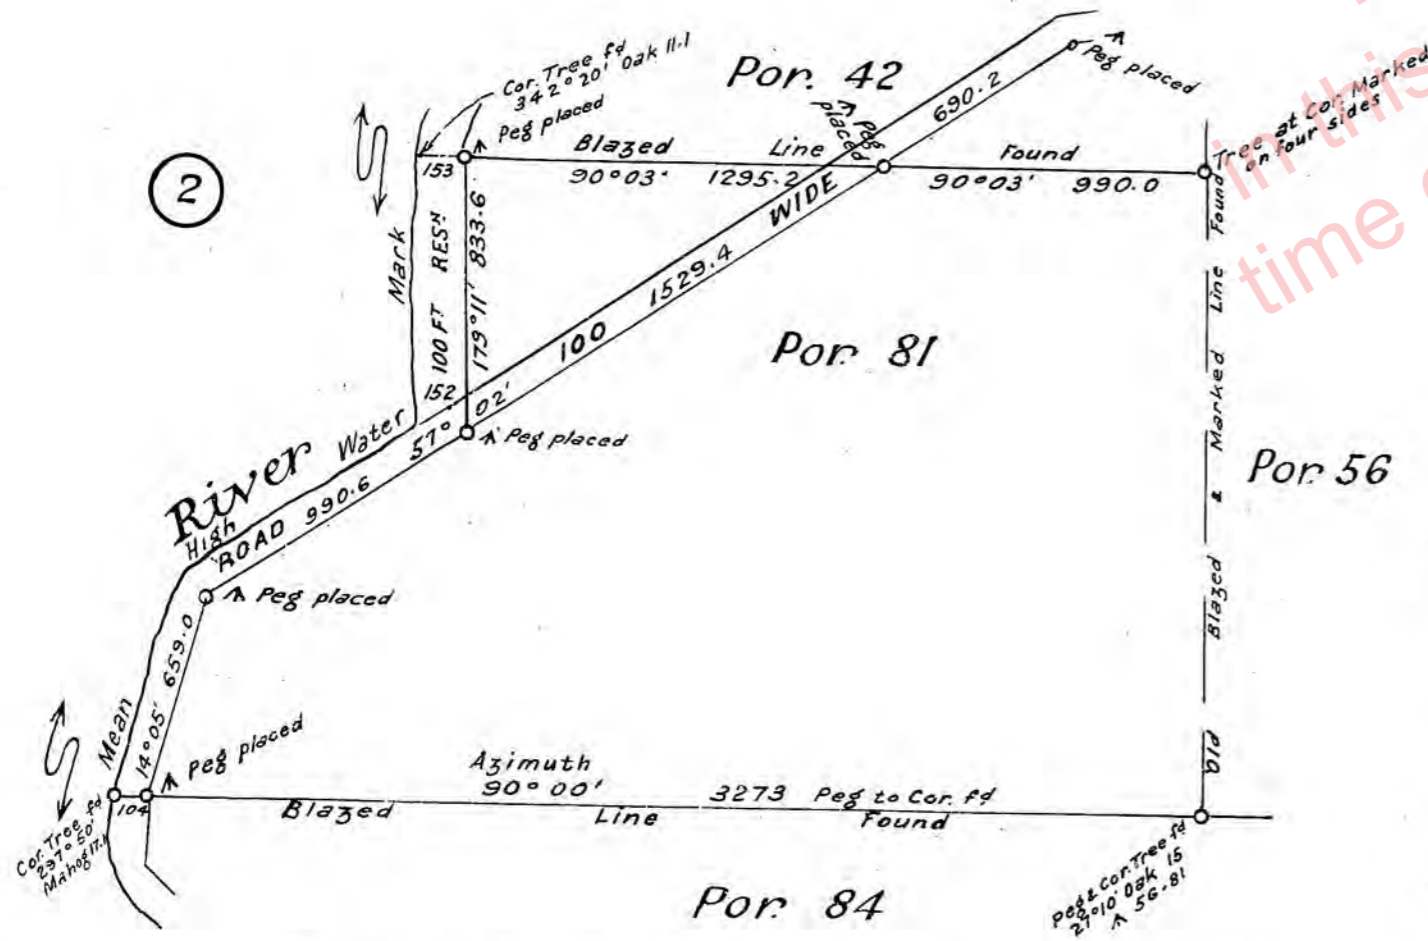 2
Por. 42
Cor. Tree fd
342°20' Oak 11.1
Peg placed
690.2
Peg placed
Peg
placed
Tree at Cor. Marked
on four sides
in this
time
153
Blazed Line Found
90°03' 1295.2
90°03' 990.0
WIDE
Mark
100 FT RESN
179°11' 833.6
1529.4
100
Por 81
152
57° 02'
Peg placed
Old Blazed & Marked Line Found
Por 56
River
High Water
ROAD 990.6
Peg placed
14°05' 659.0
Mean
Peg placed
Azimuth
90°00' 3273 Peg to Cor. fd
104
Blazed Line Found
Cor. Tree fd
237°50'
Mahog 17.1
Peg & Cor. Tree fd
27°10' Oak 15
56-81
Por. 84